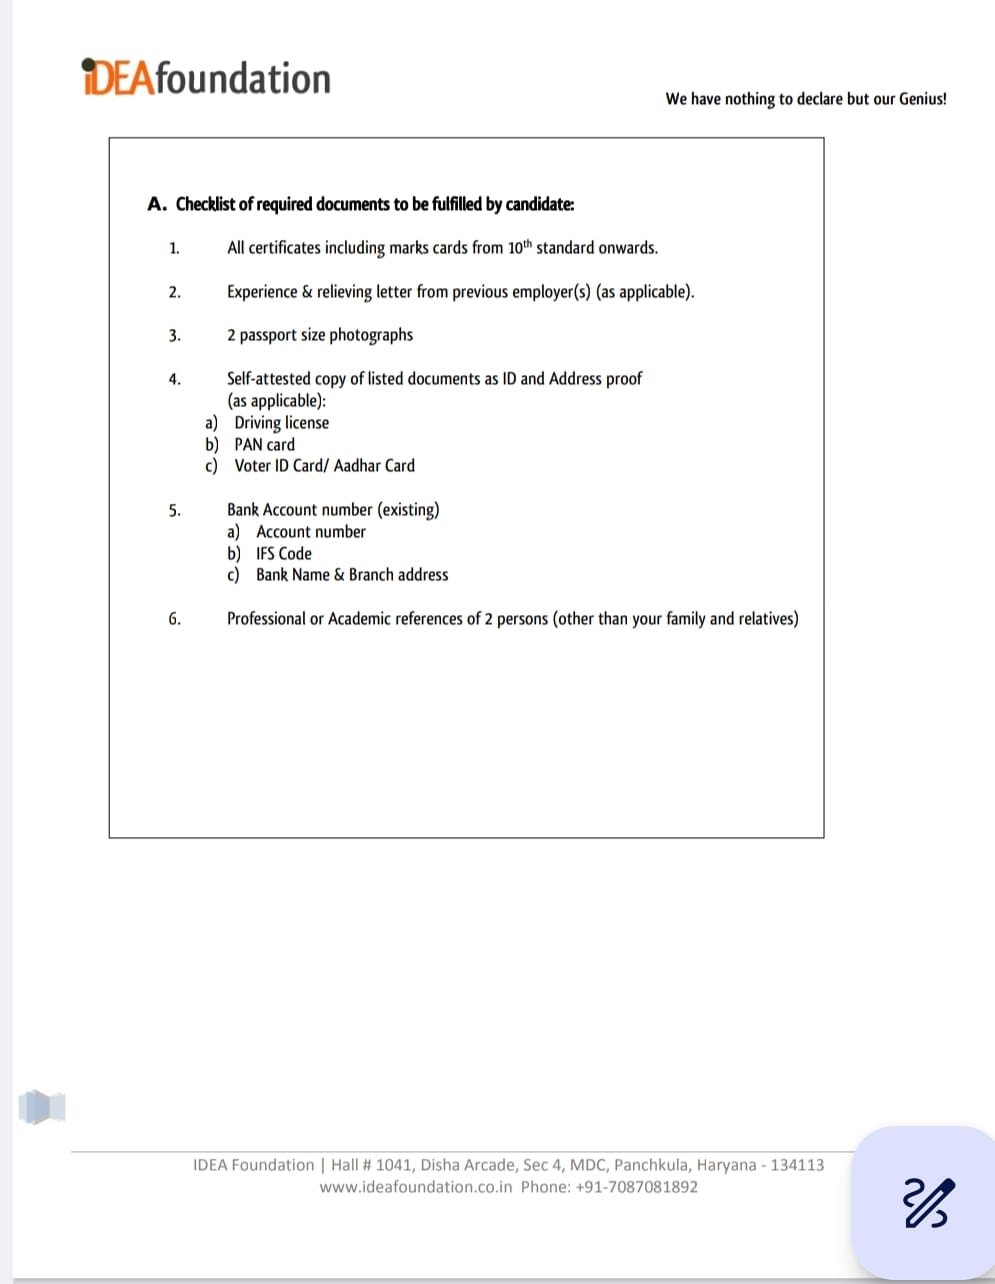 iDEAfoundation
We have nothing to declare but our Genius!
A. Checklist of required documents to be fulfilled by candidate:
1. All certificates including marks cards from 10th standard onwards.
2. Experience & relieving letter from previous employer(s) (as applicable).
3. 2 passport size photographs
4. Self-attested copy of listed documents as ID and Address proof
(as applicable):
a) Driving license
b) PAN card
c) Voter ID Card/ Aadhar Card
5. Bank Account number (existing)
a) Account number
b) IFS Code
c) Bank Name & Branch address
6. Professional or Academic references of 2 persons (other than your family and relatives)
IDEA Foundation | Hall # 1041, Disha Arcade, Sec 4, MDC, Panchkula, Haryana - 134113
www.ideafoundation.co.in Phone: +91-7087081892